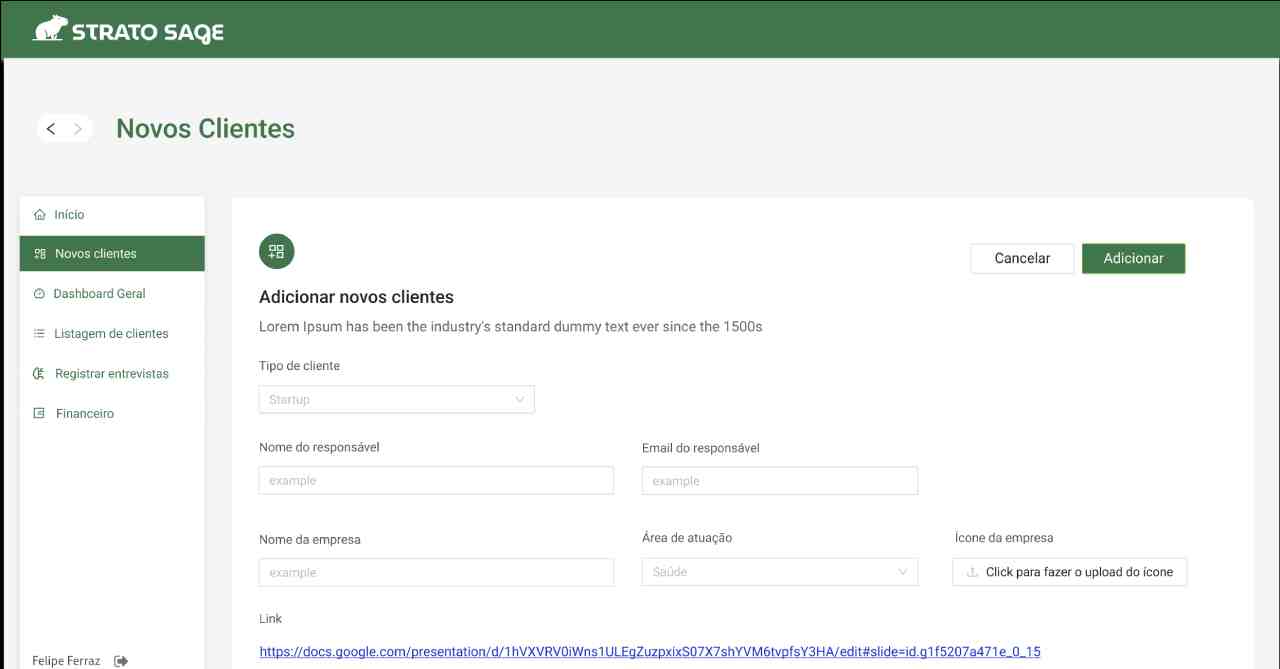 STRATO SAGE
Novos Clientes
Início
Novos clientes
Dashboard Geral
Listagem de clientes
Registrar entrevistas
Financeiro
Felipe Ferraz
Cancelar
Adicionar
Adicionar novos clientes
Lorem Ipsum has been the industry's standard dummy text ever since the 1500s
Tipo de cliente
Startup
Nome do responsável
Email do responsável
example
example
Nome da empresa
Área de atuação
Ícone da empresa
example
Saúde
Click para fazer o upload do ícone
Link
https://docs.google.com/presentation/d/1hVXVRV0iWns1ULEgZuzpxixS07X7shYVM6tvpfsY3HA/edit#slide=id.g1f5207a471e_0_15